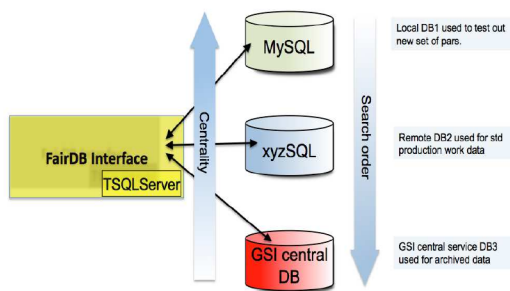 MySQL
Local DB1 used to test out
new set of pars.
Centrality
Search order
FairDB Interface
TSQLServer
xyzSQL
Remote DB2 used for std
production work data
GSI central
DB
GSI central service DB3
used for archived data